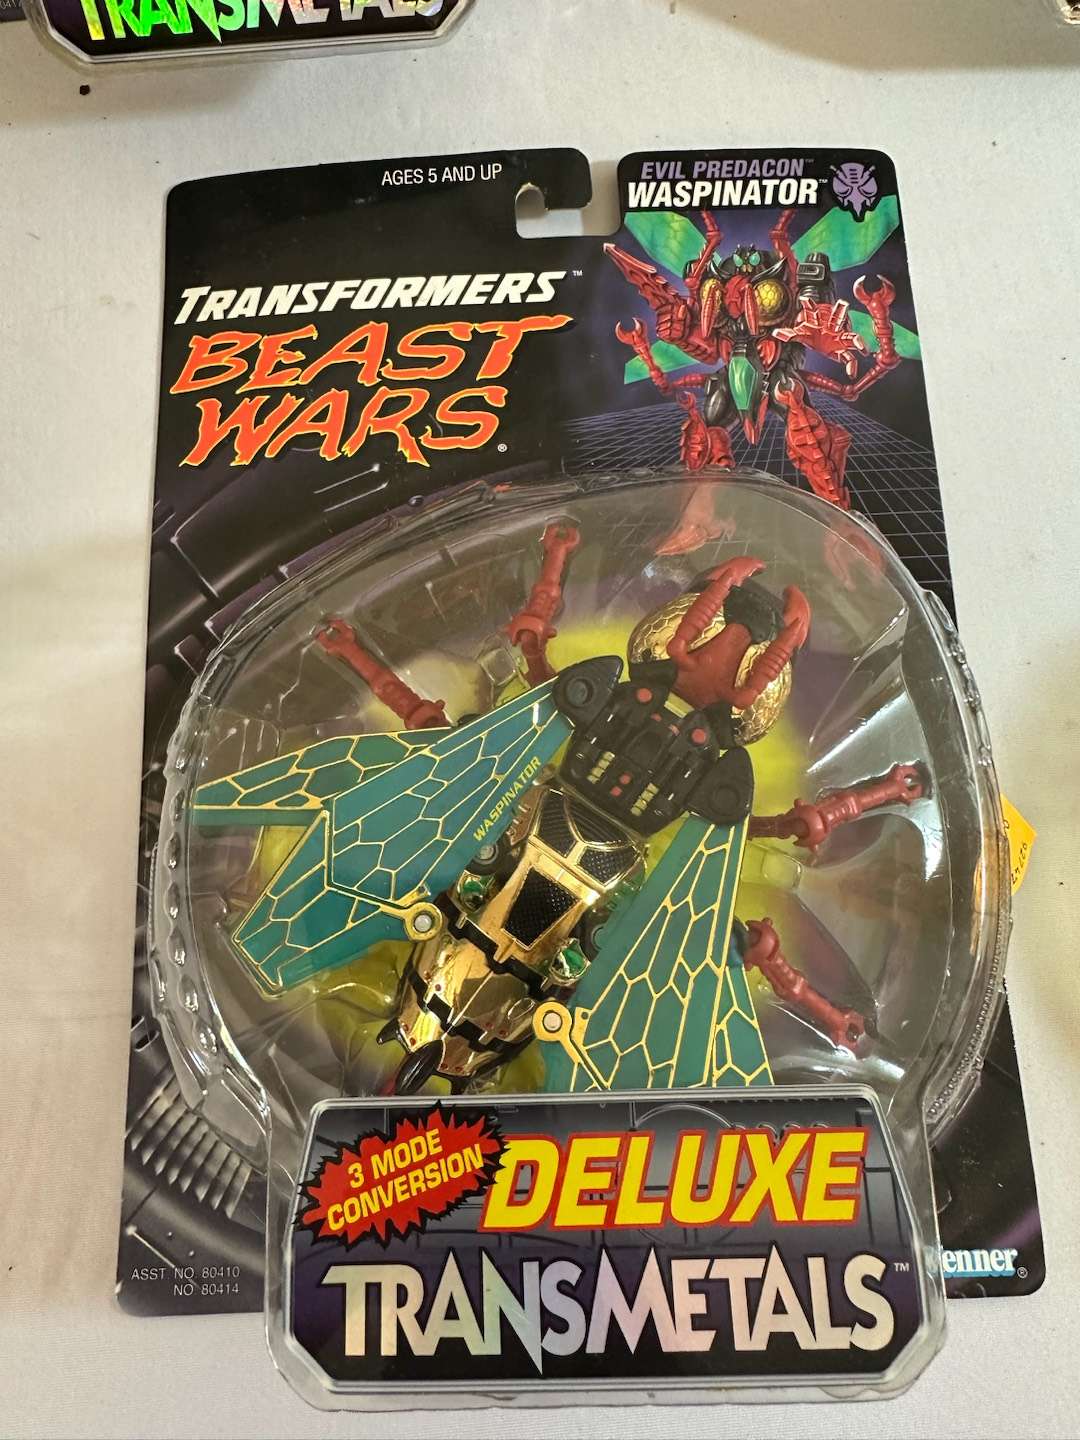 TRANSMETALS
AGES 5 AND UP
EVIL PREDACON™
WASPINATOR™
TRANSFORMERS™
BEAST
WARS®
WASPINATOR
3 MODE
CONVERSION
DELUXE
TRANSMETALS™
ASST. NO. 80410
NO. 80414
enner®